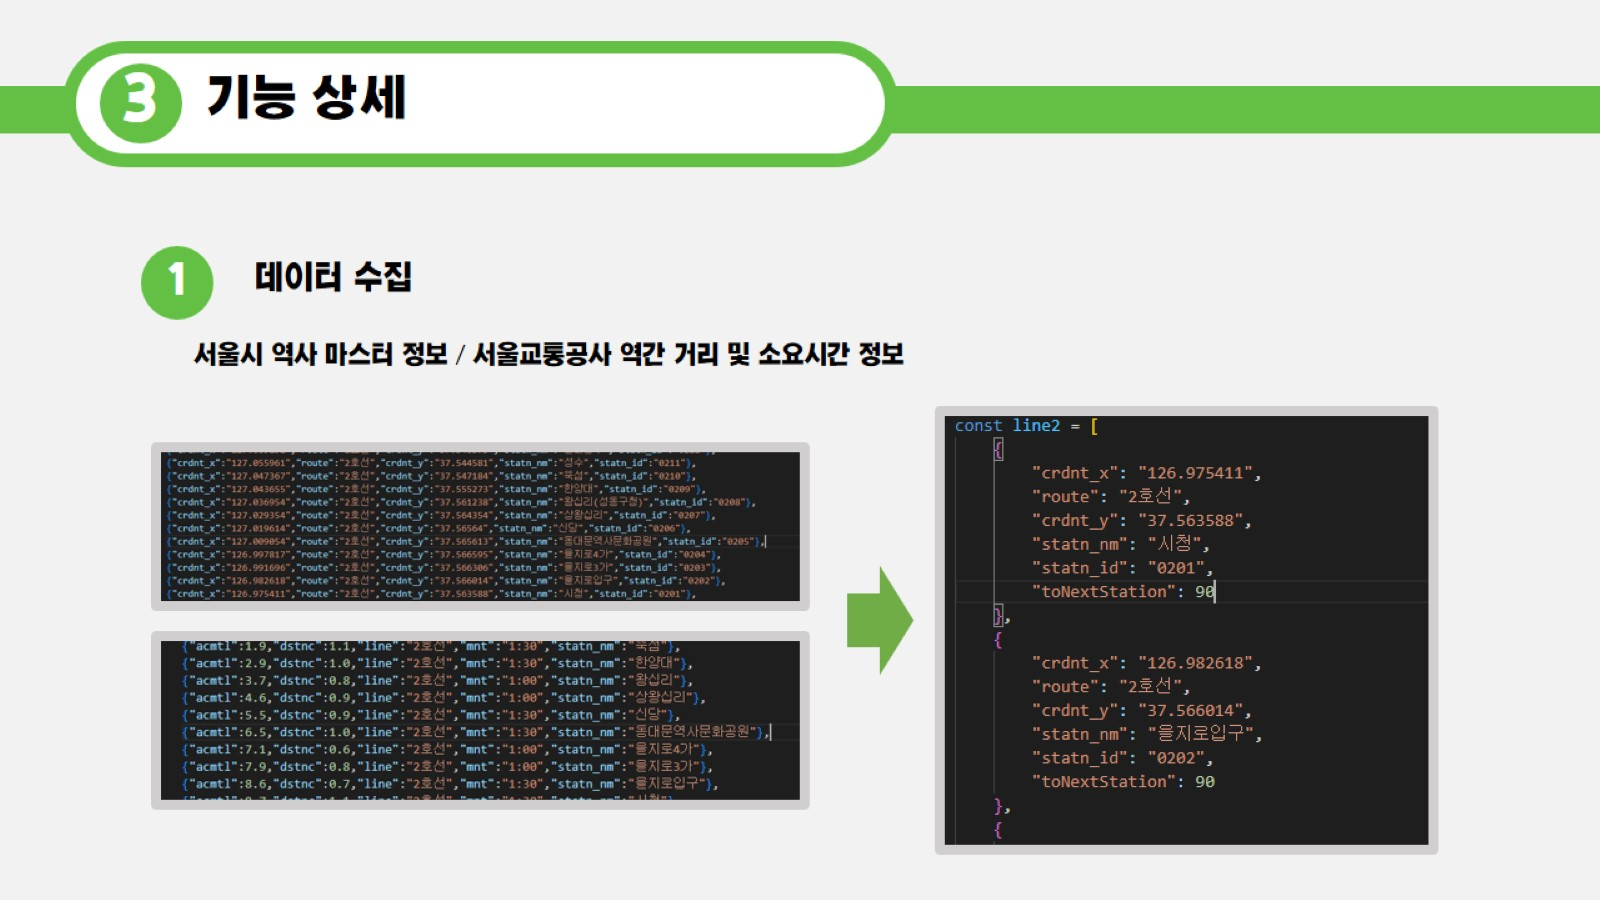 3 기능 상세
1 데이터 수집
서울시 역사 마스터 정보 / 서울교통공사 역간 거리 및 소요시간 정보
{"crdnt_x":"127.055961","route":"2호선","crdnt_y":"37.544581","statn_nm":"성수","statn_id":"0211"},
{"crdnt_x":"127.047367","route":"2호선","crdnt_y":"37.547184","statn_nm":"뚝섬","statn_id":"0210"},
{"crdnt_x":"127.043655","route":"2호선","crdnt_y":"37.555273","statn_nm":"한양대","statn_id":"0209"},
{"crdnt_x":"127.036954","route":"2호선","crdnt_y":"37.561238","statn_nm":"왕십리(성동구청)","statn_id":"0208"},
{"crdnt_x":"127.029354","route":"2호선","crdnt_y":"37.564354","statn_nm":"상왕십리","statn_id":"0207"},
{"crdnt_x":"127.019614","route":"2호선","crdnt_y":"37.56564","statn_nm":"신당","statn_id":"0206"},
{"crdnt_x":"127.009054","route":"2호선","crdnt_y":"37.565613","statn_nm":"동대문역사문화공원","statn_id":"0205"},
{"crdnt_x":"126.997817","route":"2호선","crdnt_y":"37.566595","statn_nm":"을지로4가","statn_id":"0204"},
{"crdnt_x":"126.991696","route":"2호선","crdnt_y":"37.566306","statn_nm":"을지로3가","statn_id":"0203"},
{"crdnt_x":"126.982618","route":"2호선","crdnt_y":"37.566014","statn_nm":"을지로입구","statn_id":"0202"},
{"crdnt_x":"126.975411","route":"2호선","crdnt_y":"37.563588","statn_nm":"시청","statn_id":"0201"},
{"acmtl":1.9,"dstnc":1.1,"line":"2호선","mnt":"1:30","statn_nm":"뚝섬"},
{"acmtl":2.9,"dstnc":1.0,"line":"2호선","mnt":"1:30","statn_nm":"한양대"},
{"acmtl":3.7,"dstnc":0.8,"line":"2호선","mnt":"1:00","statn_nm":"왕십리"},
{"acmtl":4.6,"dstnc":0.9,"line":"2호선","mnt":"1:00","statn_nm":"상왕십리"},
{"acmtl":5.5,"dstnc":0.9,"line":"2호선","mnt":"1:30","statn_nm":"신당"},
{"acmtl":6.5,"dstnc":1.0,"line":"2호선","mnt":"1:30","statn_nm":"동대문역사문화공원"},
{"acmtl":7.1,"dstnc":0.6,"line":"2호선","mnt":"1:00","statn_nm":"을지로4가"},
{"acmtl":7.9,"dstnc":0.8,"line":"2호선","mnt":"1:00","statn_nm":"을지로3가"},
{"acmtl":8.6,"dstnc":0.7,"line":"2호선","mnt":"1:30","statn_nm":"을지로입구"},
const line2 = [
{
"crdnt_x": "126.975411",
"route": "2호선",
"crdnt_y": "37.563588",
"statn_nm": "시청",
"statn_id": "0201",
"toNextStation": 90
},
{
"crdnt_x": "126.982618",
"route": "2호선",
"crdnt_y": "37.566014",
"statn_nm": "을지로입구",
"statn_id": "0202",
"toNextStation": 90
},
{